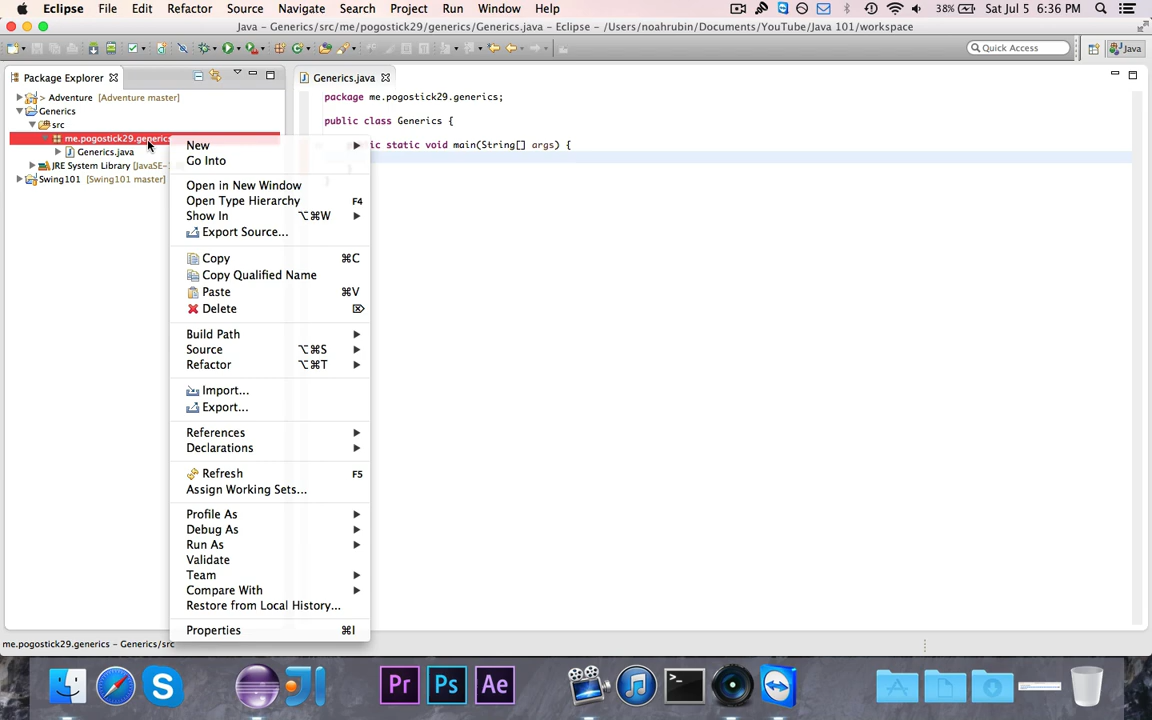 Eclipse File Edit Refactor Source Navigate Search Project Run Window Help 38% Sat Jul 5 6:36 PM
Java – Generics/src/me/pogostick29/generics/Generics.java – Eclipse – /Users/noahrubin/Documents/YouTube/Java 101/workspace
Quick Access Java
Package Explorer
Generics.java
> Adventure [Adventure master]
Generics
src
me.pogostick29.generics
Generics.java
JRE System Library [JavaSE-1
Swing101 [Swing101 master]
package me.pogostick29.generics;
public class Generics {
ic static void main(String[] args) {
}
}
New
Go Into
Open in New Window
Open Type Hierarchy F4
Show In ⌥⌘W
Export Source...
Copy ⌘C
Copy Qualified Name
Paste ⌘V
Delete ⌦
Build Path
Source ⌥⌘S
Refactor ⌥⌘T
Import...
Export...
References
Declarations
Refresh F5
Assign Working Sets...
Profile As
Debug As
Run As
Validate
Team
Compare With
Restore from Local History...
Properties ⌘I
me.pogostick29.generics – Generics/src
Pr Ps Ae